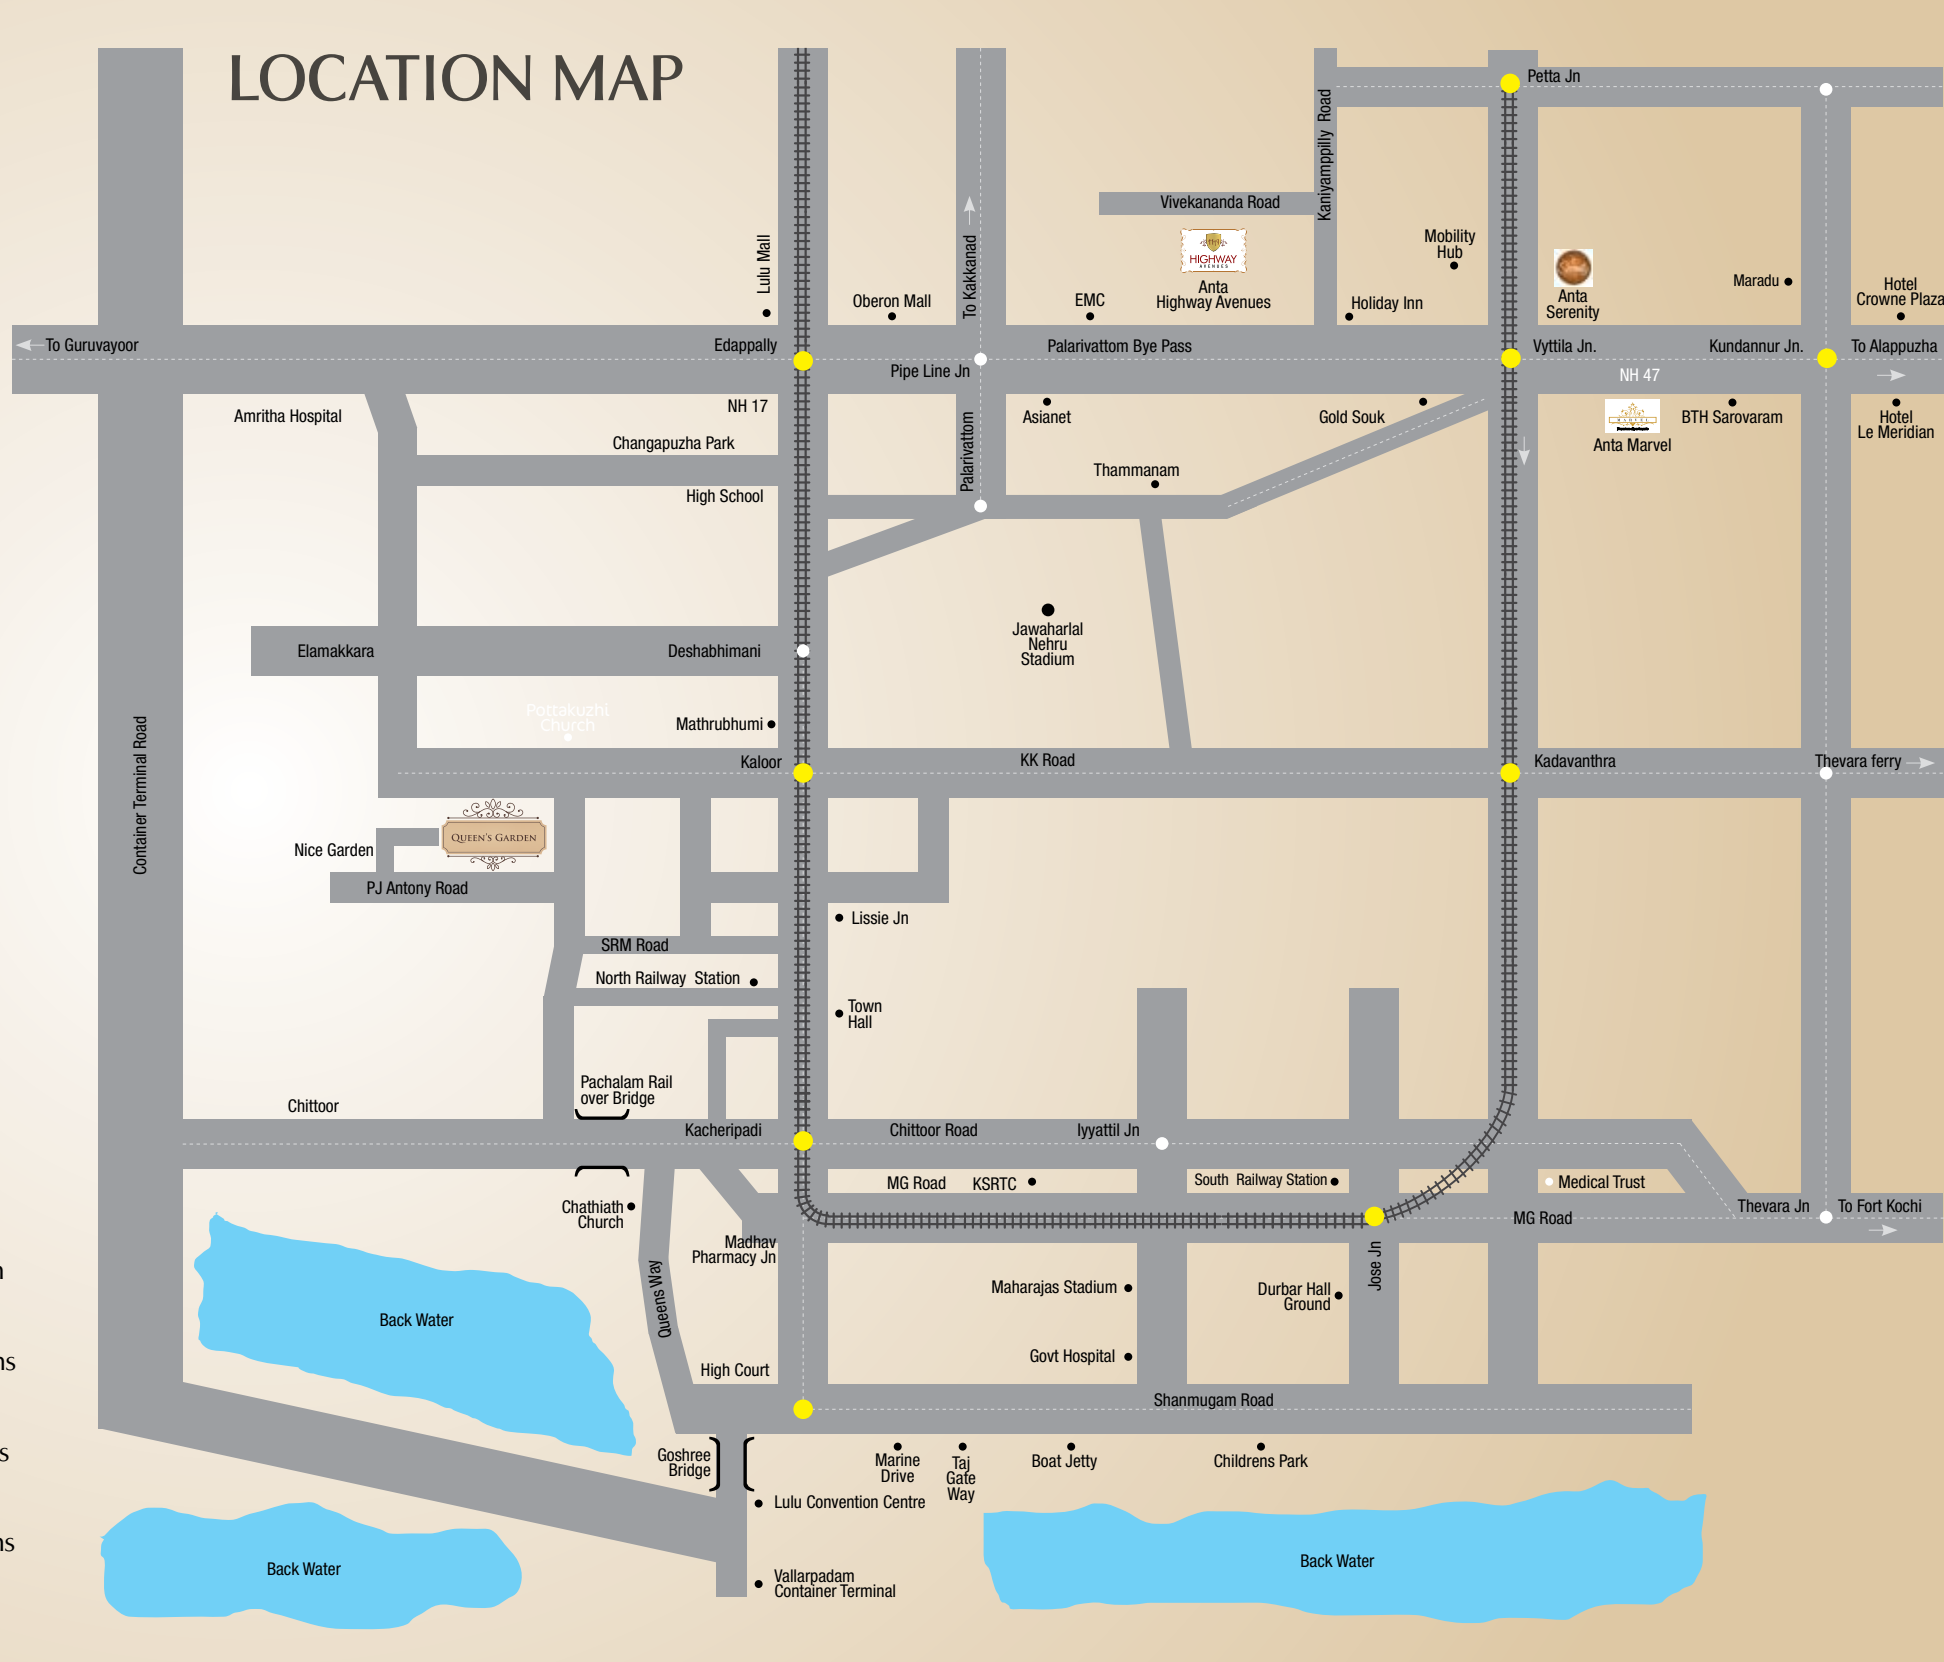 LOCATION MAP
Petta Jn
Kaniyamppilly Road
Vivekananda Road
HIGHWAY
AVENUES
Anta
Highway Avenues
Mobility
Hub
Lulu Mall
To Kakkanad
Oberon Mall
EMC
Holiday Inn
Anta
Serenity
Maradu
Hotel
Crowne Plaza
To Guruvayoor
Edappally
Palarivattom Bye Pass
Vyttila Jn.
Kundannur Jn.
To Alappuzha
Pipe Line Jn
NH 47
NH 17
Amritha Hospital
Changapuzha Park
High School
Palarivattom
Asianet
Gold Souk
Anta Marvel
BTH Sarovaram
Hotel
Le Meridian
Thammanam
Jawaharlal
Nehru
Stadium
Elamakkara
Deshabhimani
Pottakuzhi
Church
Mathrubhumi
Container Terminal Road
Kaloor
KK Road
Kadavanthra
Thevara ferry
QUEEN'S GARDEN
Nice Garden
PJ Antony Road
Lissie Jn
SRM Road
North Railway Station
Town
Hall
Pachalam Rail
over Bridge
Chittoor
Kacheripadi
Chittoor Road
Iyyattil Jn
MG Road
KSRTC
South Railway Station
Medical Trust
Chathiath
Church
Thevara Jn
To Fort Kochi
MG Road
Madhav
Pharmacy Jn
Queens Way
Jose Jn
Maharajas Stadium
Durbar Hall
Ground
Back Water
Govt Hospital
High Court
Shanmugam Road
Goshree
Bridge
Marine
Drive
Taj
Gate
Way
Boat Jetty
Childrens Park
Lulu Convention Centre
Back Water
Back Water
Vallarpadam
Container Terminal